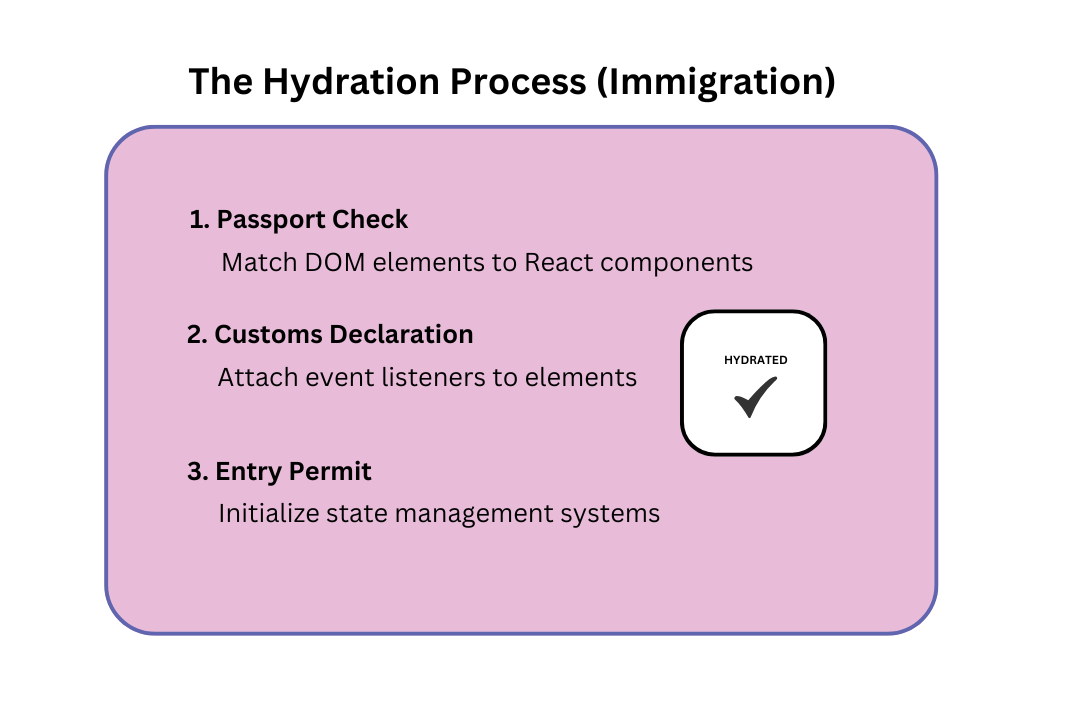 The Hydration Process (Immigration)
1. Passport Check
Match DOM elements to React components
2. Customs Declaration
Attach event listeners to elements
HYDRATED
3. Entry Permit
Initialize state management systems